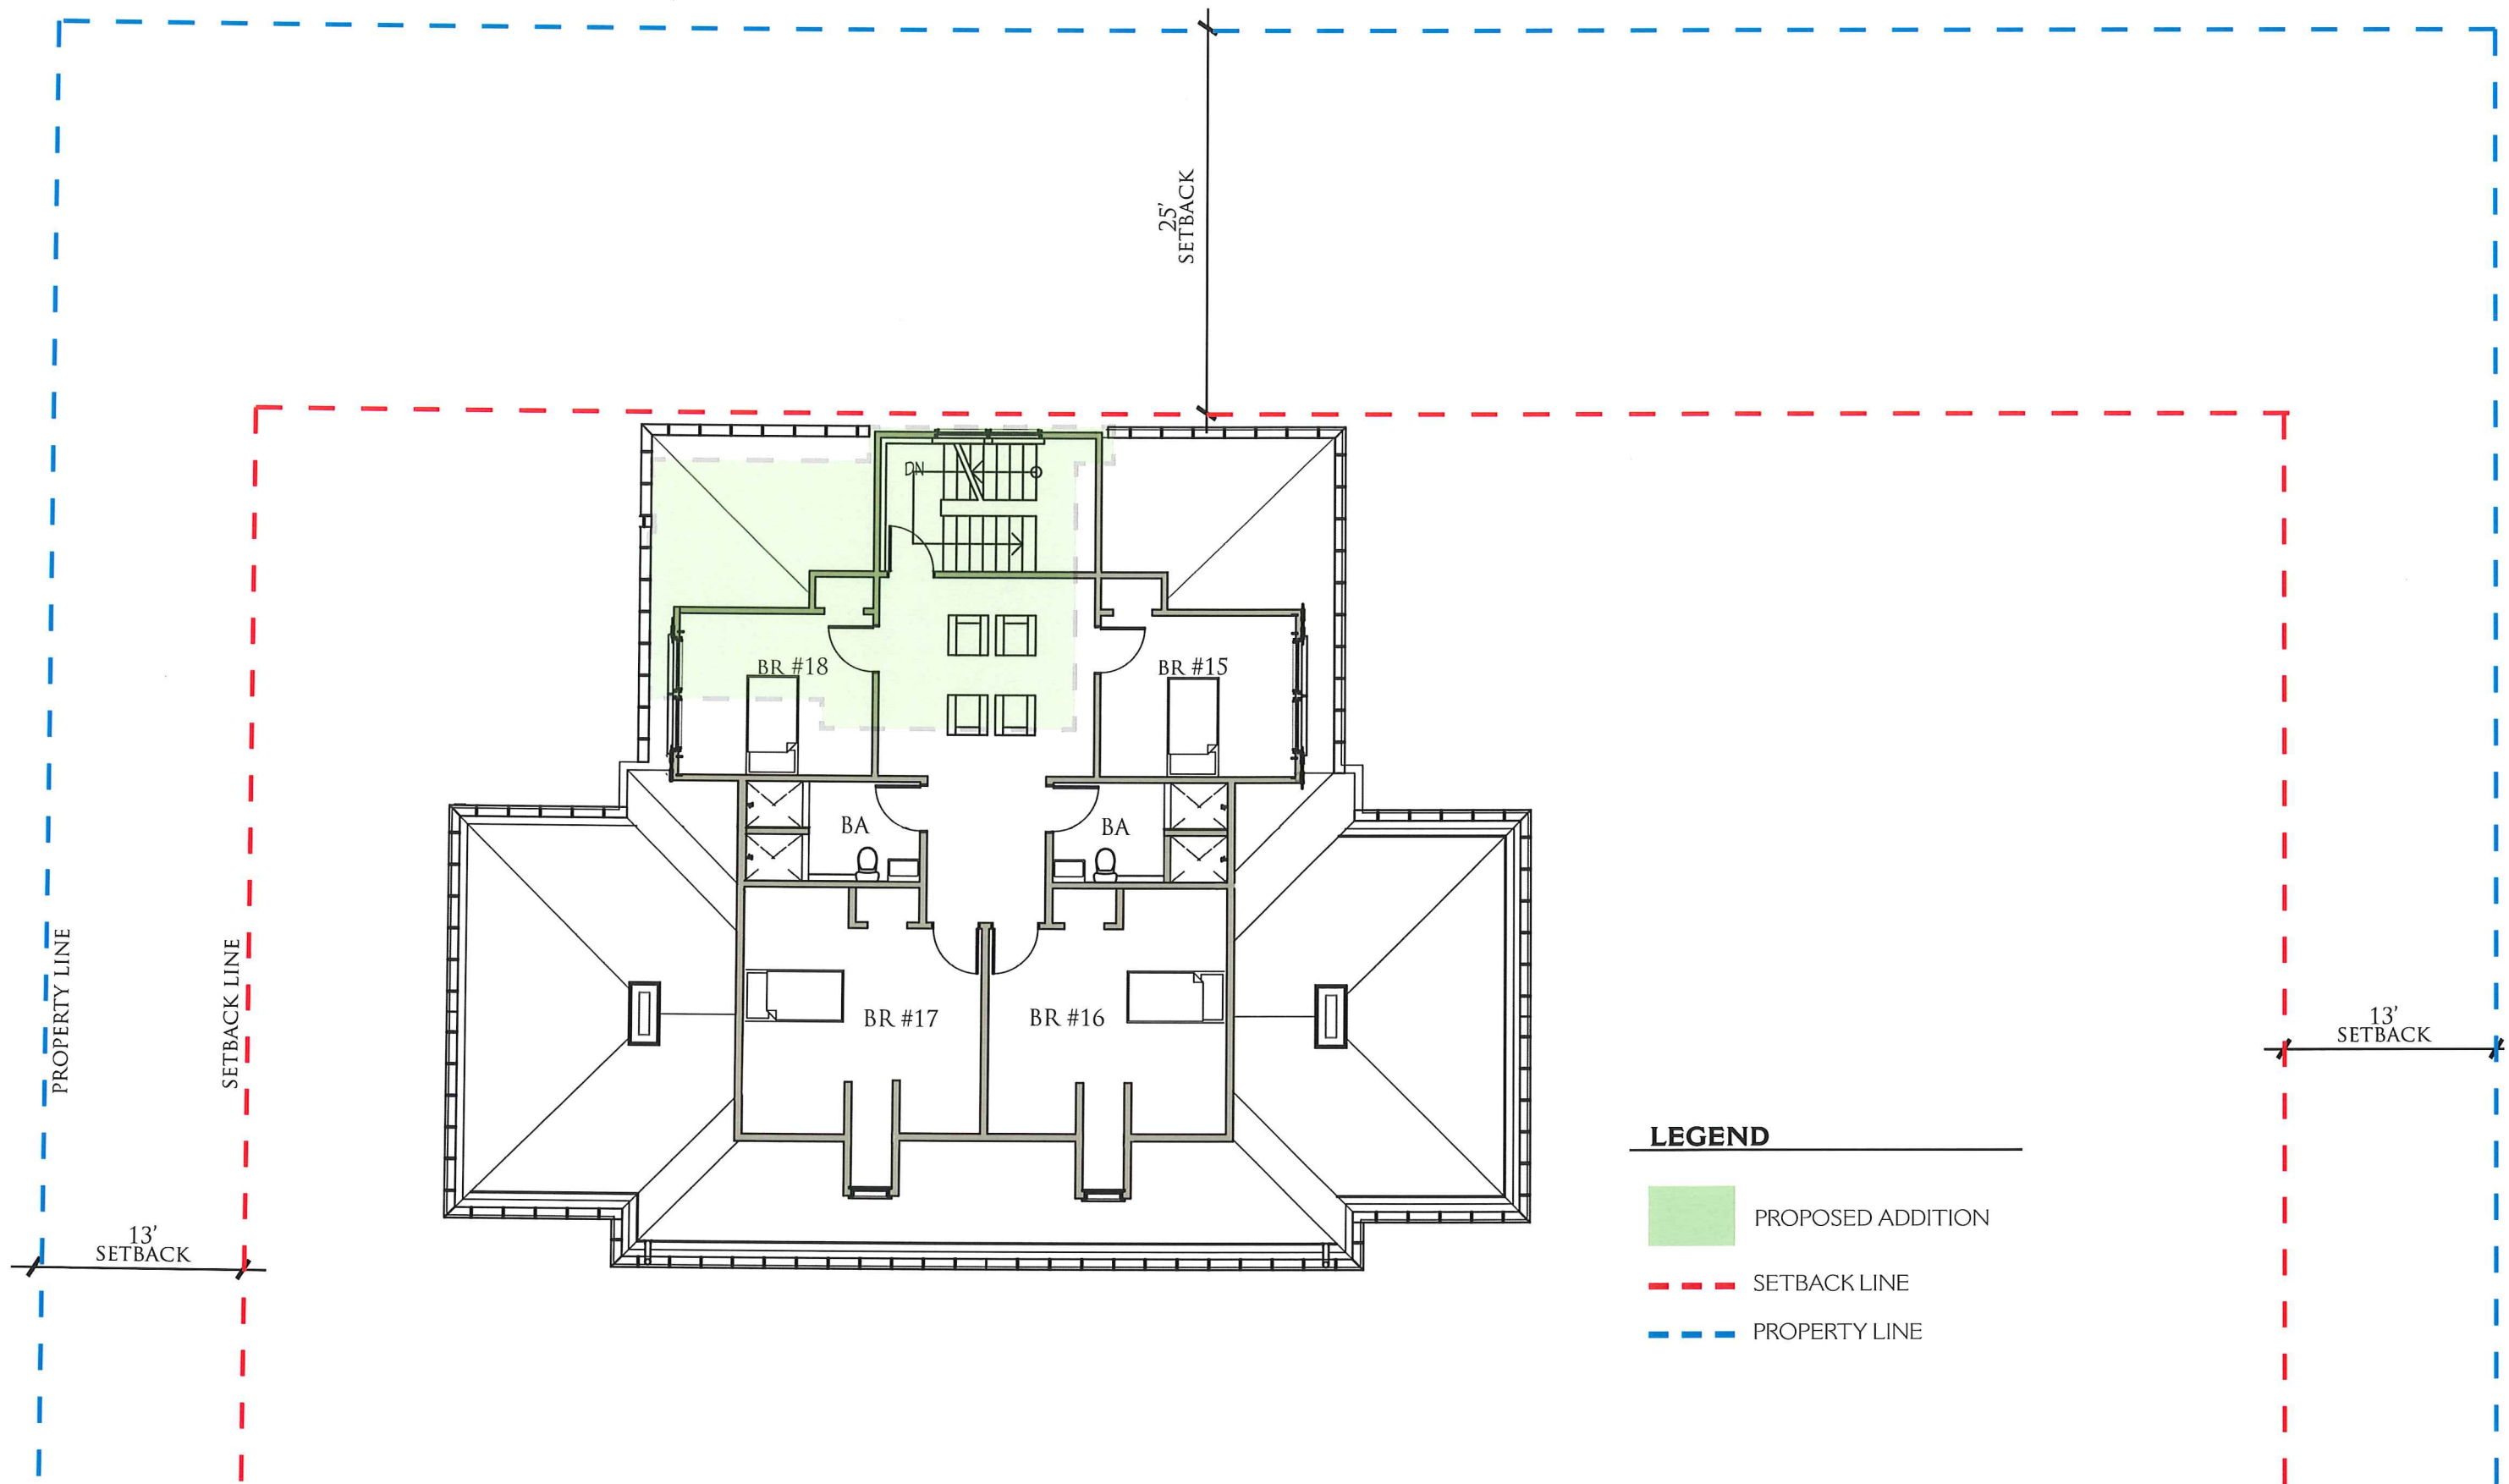 25'
SETBACK
DN
BR #18
BR #15
BA
BA
BR #17
BR #16
PROPERTY LINE
SETBACK LINE
13'
SETBACK
13'
SETBACK
LEGEND
PROPOSED ADDITION
SETBACK LINE
PROPERTY LINE